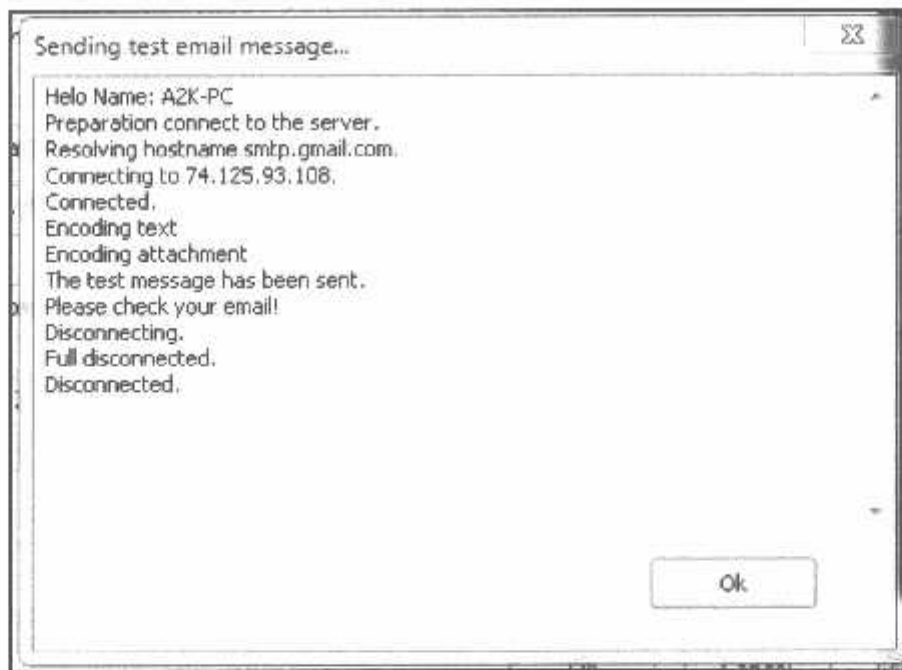 Sending test email message...
Helo Name: A2K-PC
Preparation connect to the server.
Resolving hostname smtp.gmail.com.
Connecting to 74.125.93.108.
Connected.
Encoding text
Encoding attachment
The test message has been sent.
Please check your email!
Disconnecting.
Full disconnected.
Disconnected.
Ok